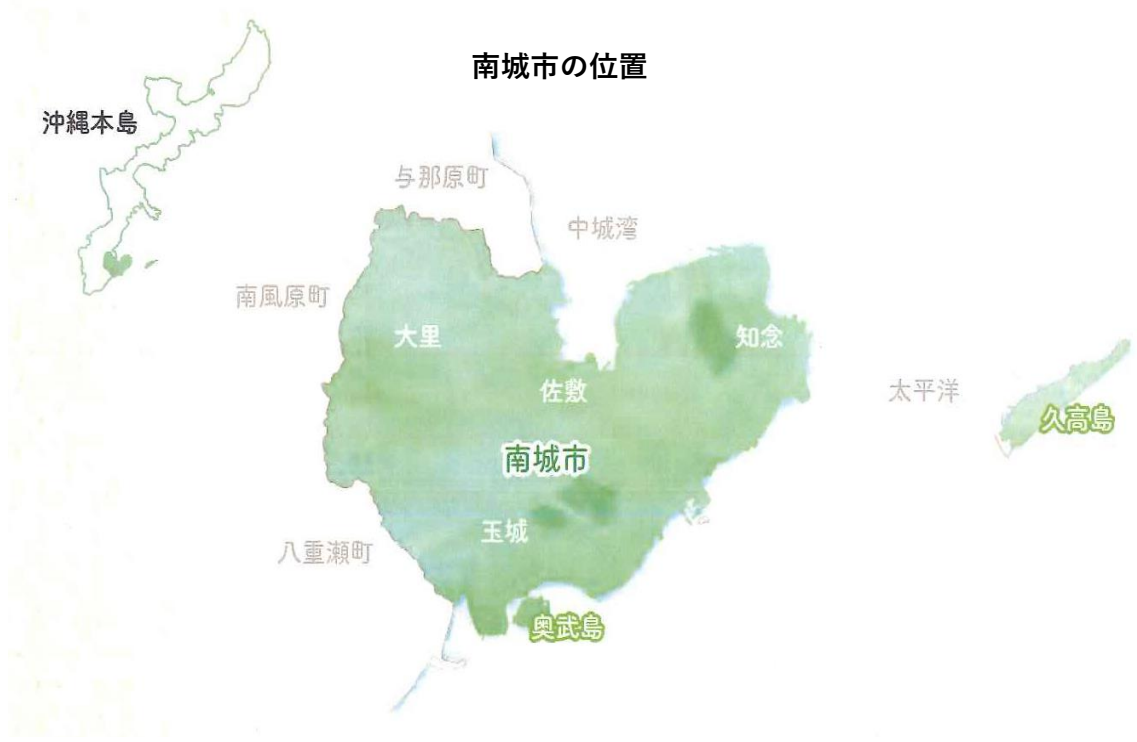 南城市の位置
沖縄本島
与那原町
中城湾
南風原町
大里
知念
佐敷
太平洋
久高島
南城市
玉城
八重瀬町
奥武島